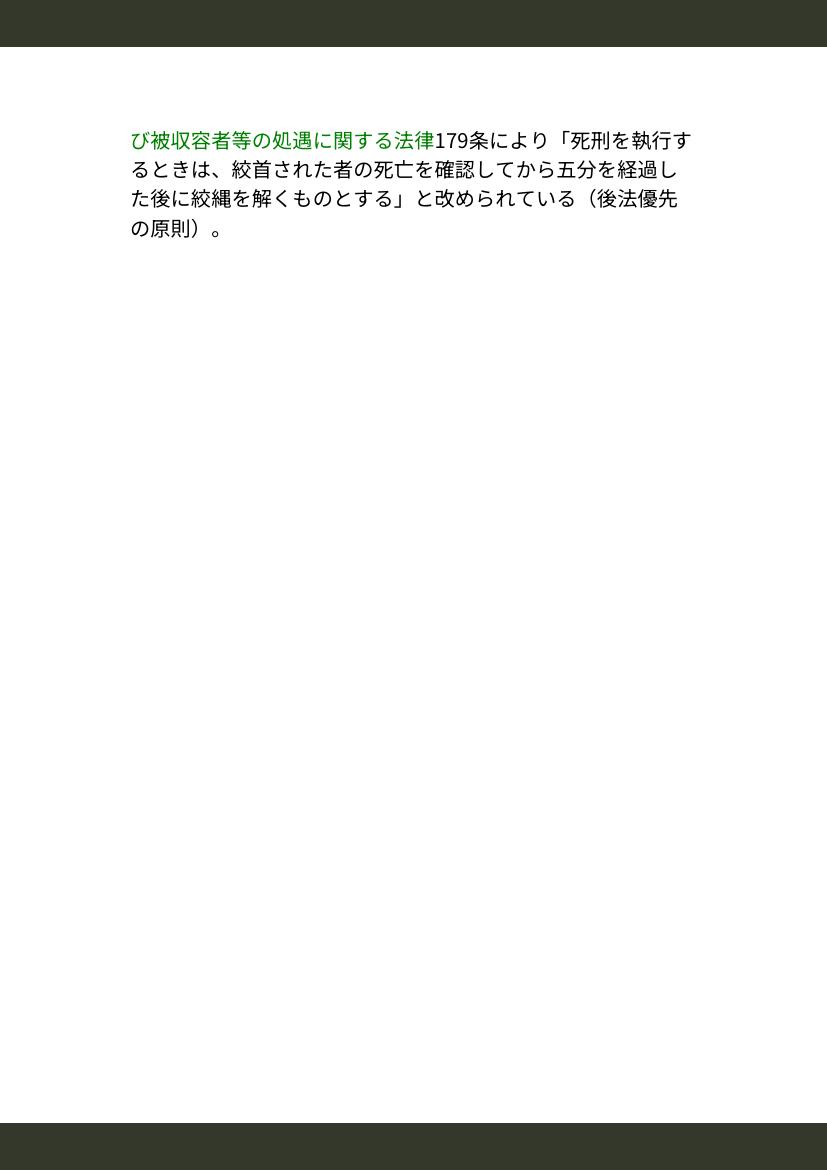 び被収容者等の処遇に関する法律179条により「死刑を執行す
るときは、絞首された者の死亡を確認してから五分を経過し
た後に絞縄を解くものとする」と改められている（後法優先
の原則）。